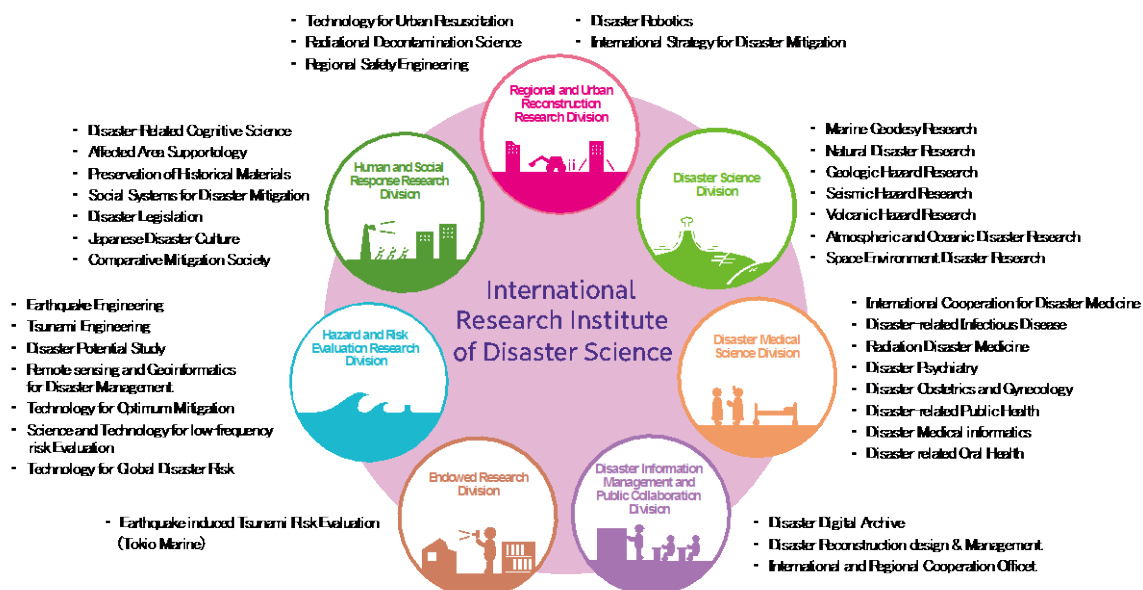 - Technology for Urban Resuscitation
- Radiational Decontamination Science
- Regional Safety Engineering
- Disaster Robotics
- International Strategy for Disaster Mitigation
Regional and Urban
Reconstruction
Research Division
- Disaster-Related Cognitive Science
- Affected Area Supportology
- Preservation of Historical Materials
- Social Systems for Disaster Mitigation
- Disaster Legislation
- Japanese Disaster Culture
- Comparative Mitigation Society
Human and Social
Response Research
Division
Disaster Science
Division
- Marine Geodesy Research
- Natural Disaster Research
- Geologic Hazard Research
- Seismic Hazard Research
- Volcanic Hazard Research
- Atmospheric and Oceanic Disaster Research
- Space Environment Disaster Research
International
Research Institute
of Disaster Science
- Earthquake Engineering
- Tsunami Engineering
- Disaster Potential Study
- Remote sensing and Geoinformatics
for Disaster Management.
- Technology for Optimum Mitigation
- Science and Technology for low-frequency
risk Evaluation
- Technology for Global Disaster Risk
Hazard and Risk
Evaluation Research
Division
Disaster Medical
Science Division
- International Cooperation for Disaster Medicine
- Disaster-related Infectious Disease
- Radiation Disaster Medicine
- Disaster Psychiatry
- Disaster Obstetrics and Gynecology
- Disaster-related Public Health
- Disaster Medical informatics
- Disaster related Oral Health
Endowed Research
Division
Disaster Information
Management and
Public Collaboration
Division
- Earthquake induced Tsunami Risk Evaluation
(Tokio Marine)
- Disaster Digital Archive
- Disaster Reconstruction design & Management.
- International and Regional Cooperation Officet.